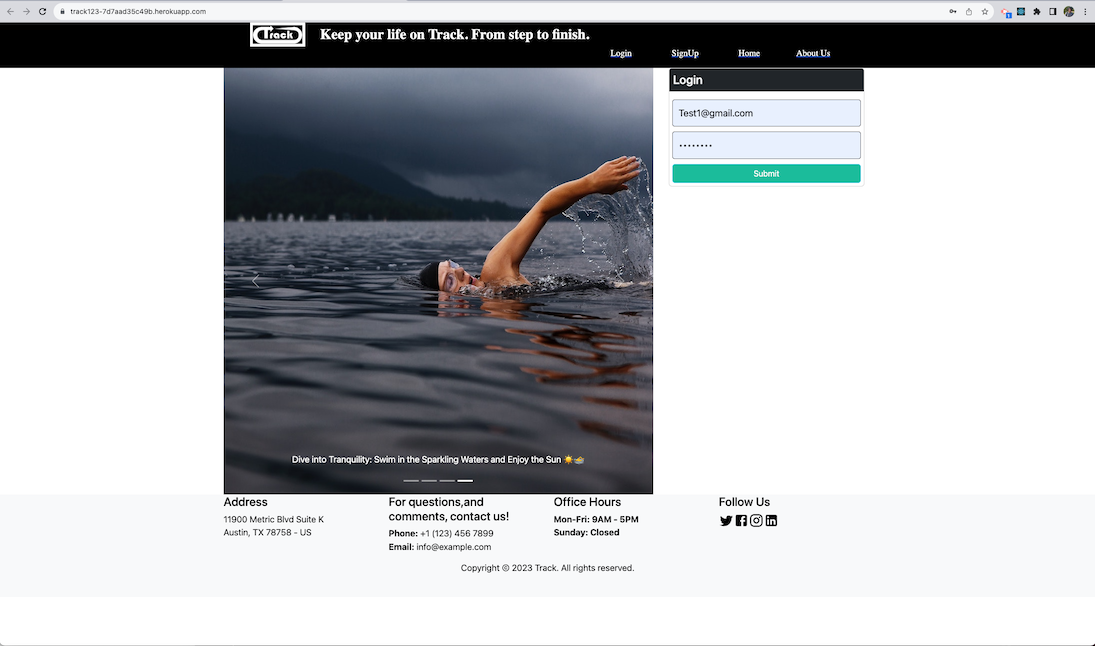 track123-7d7aad35c49b.herokuapp.com
Track
Keep your life on Track. From step to finish.
Login
SignUp
Home
About Us
Login
Test1@gmail.com
••••••••
Submit
Dive into Tranquility: Swim in the Sparkling Waters and Enjoy the Sun ☀️🚤
Address
11900 Metric Blvd Suite K
Austin, TX 78758 - US
For questions,and
comments, contact us!
Phone: +1 (123) 456 7899
Email: info@example.com
Office Hours
Mon-Fri: 9AM - 5PM
Sunday: Closed
Follow Us
Copyright © 2023 Track. All rights reserved.